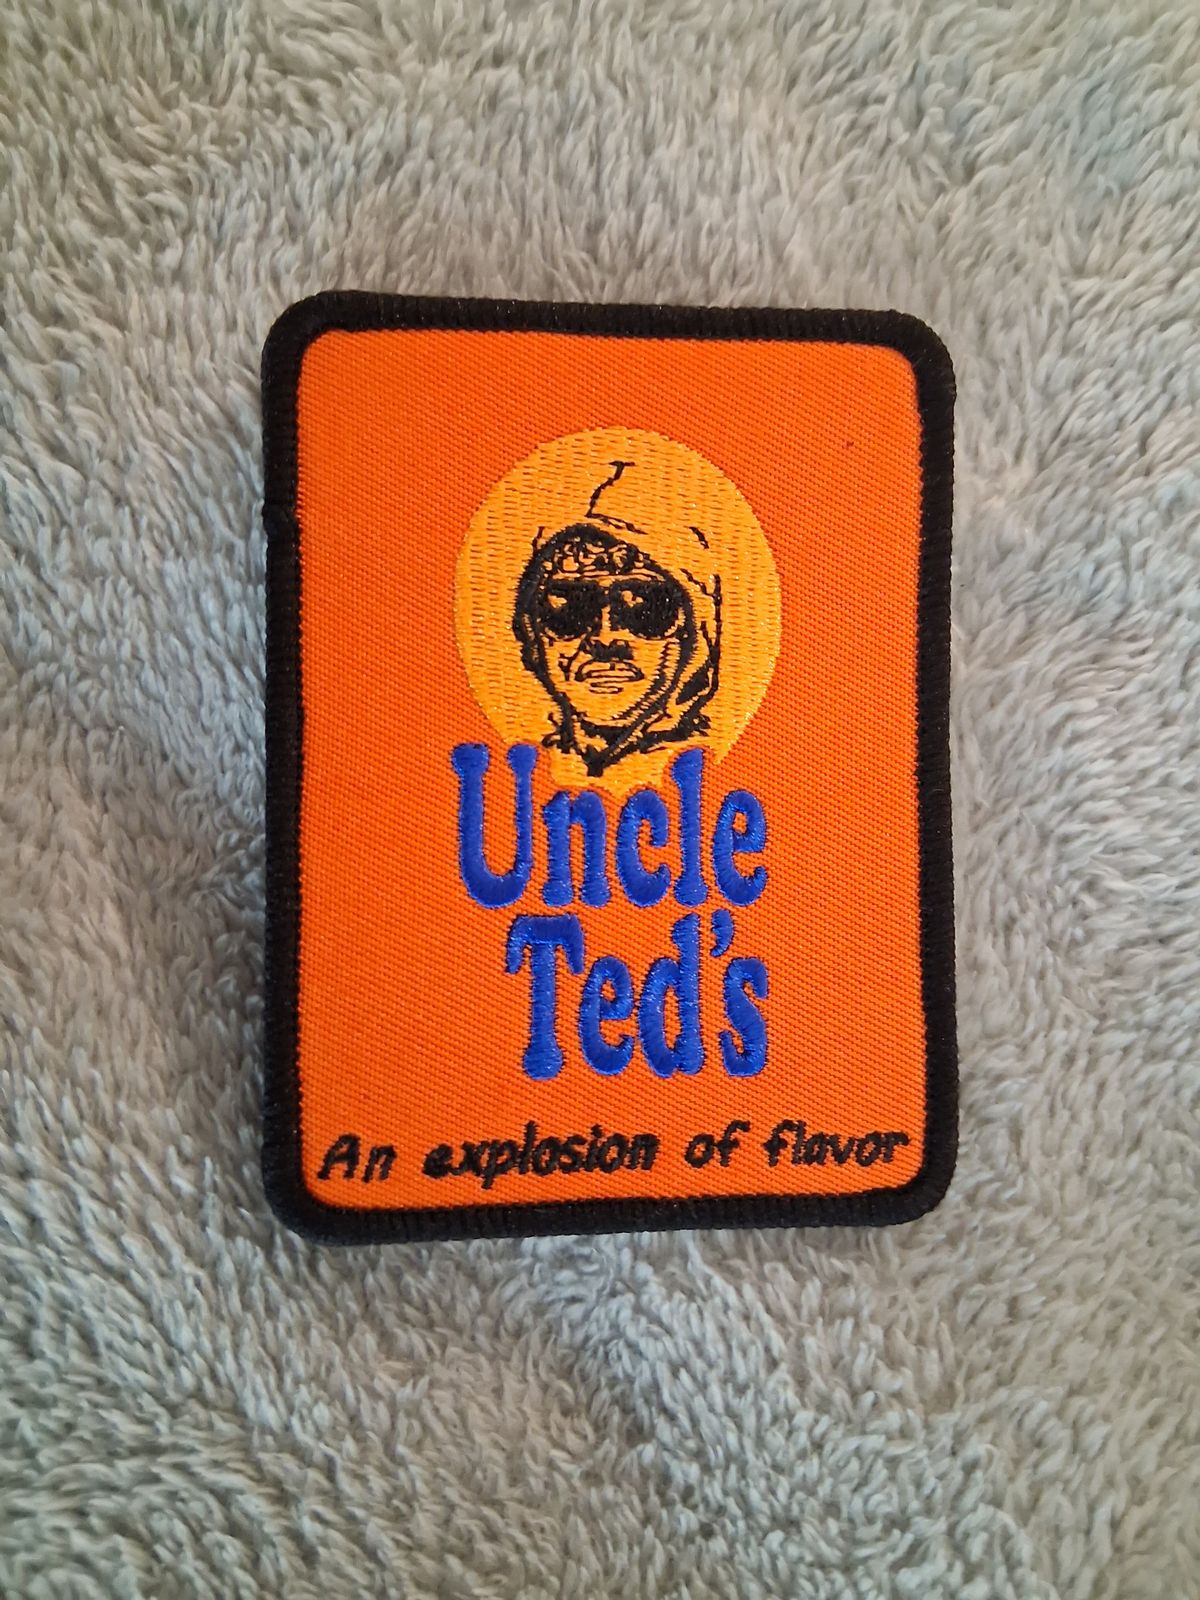 Uncle
Ted's
An explosion of flavor